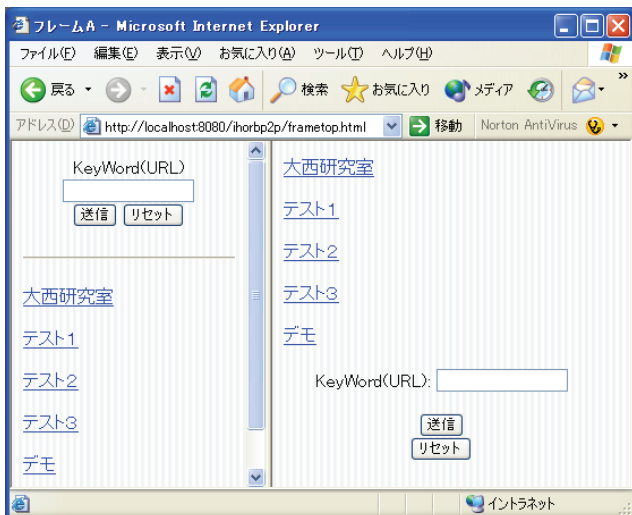 フレームA - Microsoft Internet Explorer
ファイル(F) 編集(E) 表示(V) お気に入り(A) ツール(T) ヘルプ(H)
戻る 検索 お気に入り メディア »
アドレス(D) http://localhost:8080/ihorbp2p/frametop.html 移動 Norton AntiVirus
KeyWord(URL)
送信 リセット
大西研究室
テスト1
テスト2
テスト3
デモ
大西研究室
テスト1
テスト2
テスト3
デモ
KeyWord(URL):
送信
リセット
イントラネット